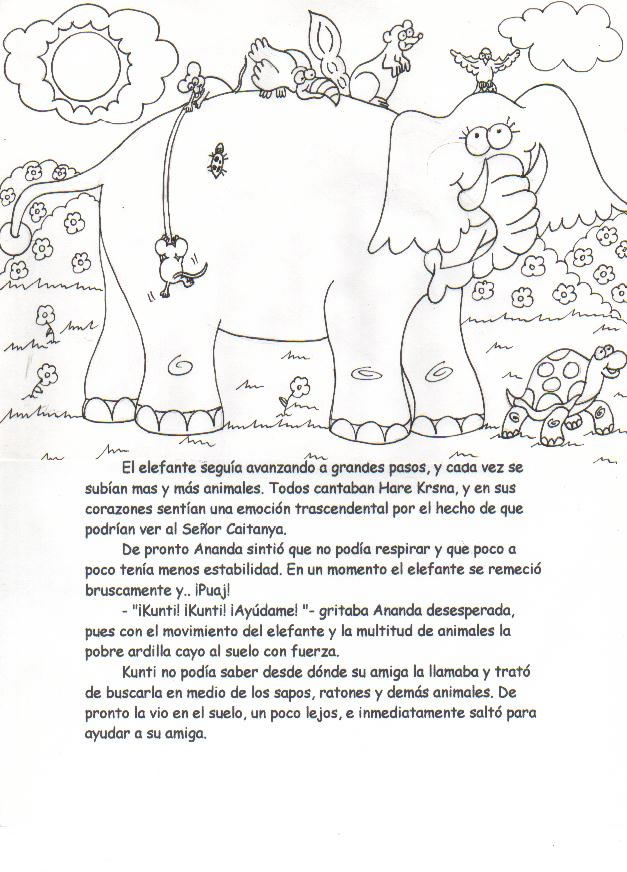 El elefante seguía avanzando a grandes pasos, y cada vez se
subían mas y más animales. Todos cantaban Hare Krsna, y en sus
corazones sentían una emoción trascendental por el hecho de que
podrían ver al Señor Caitanya.
De pronto Ananda sintió que no podía respirar y que poco a
poco tenía menos estabilidad. En un momento el elefante se remeció
bruscamente y.. ¡Puaj!
- "¡Kunti! ¡Kunti! ¡Ayúdame! "- gritaba Ananda desesperada,
pues con el movimiento del elefante y la multitud de animales la
pobre ardilla cayo al suelo con fuerza.
Kunti no podía saber desde dónde su amiga la llamaba y trató
de buscarla en medio de los sapos, ratones y demás animales. De
pronto la vio en el suelo, un poco lejos, e inmediatamente saltó para
ayudar a su amiga.